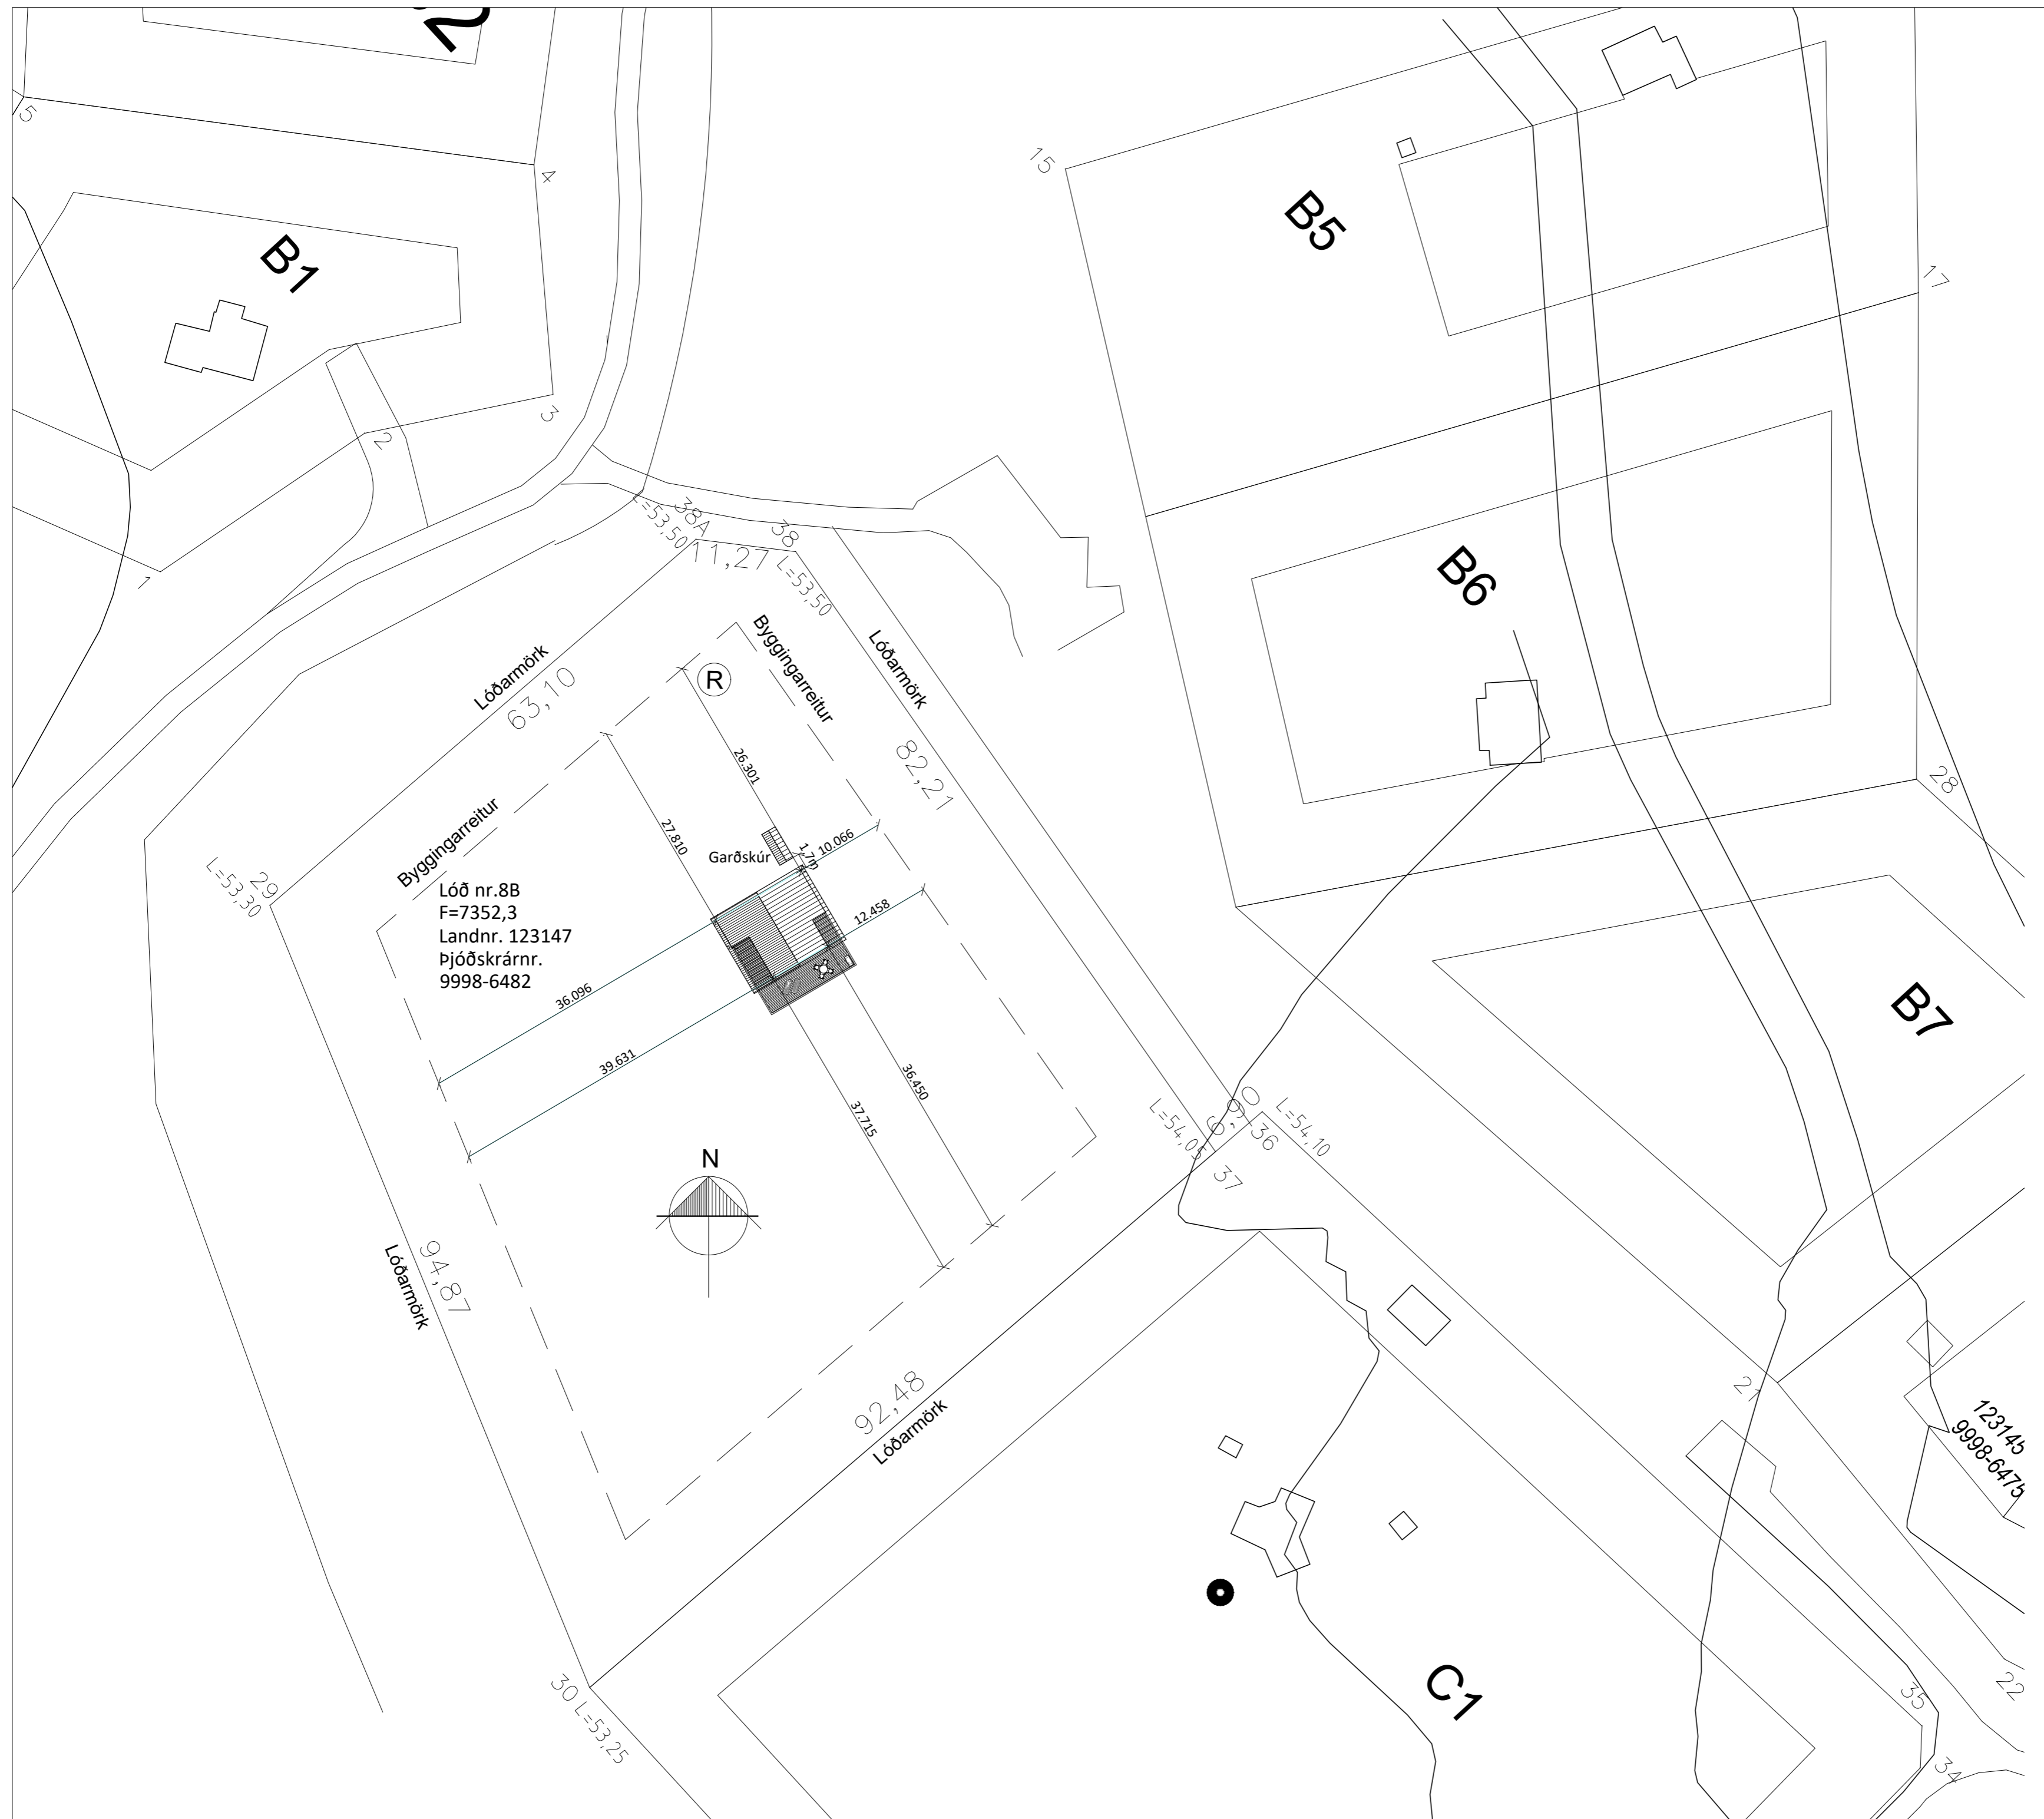 5
4
B1
3
2
1
15
B5
17
B6
28
B7
38A
L=53,50
38
11,27
L=53,50
Lóðarmörk
63,10
Byggingarreitur
R
Lóðarmörk
82,21
26.301
27.810
Garðskúr
1,7m
10.066
12.458
Byggingarreitur
29
L=53,30
Lóð nr.8B
F=7352,3
Landnr. 123147
Þjóðskrárnr.
9998-6482
36.096
39.631
36.450
37.715
N
L=54,05
37
36
L=54,10
94,87
Lóðarmörk
92,48
Lóðarmörk
30 L=53,25
123145
9998-6475
C1
35
22
34